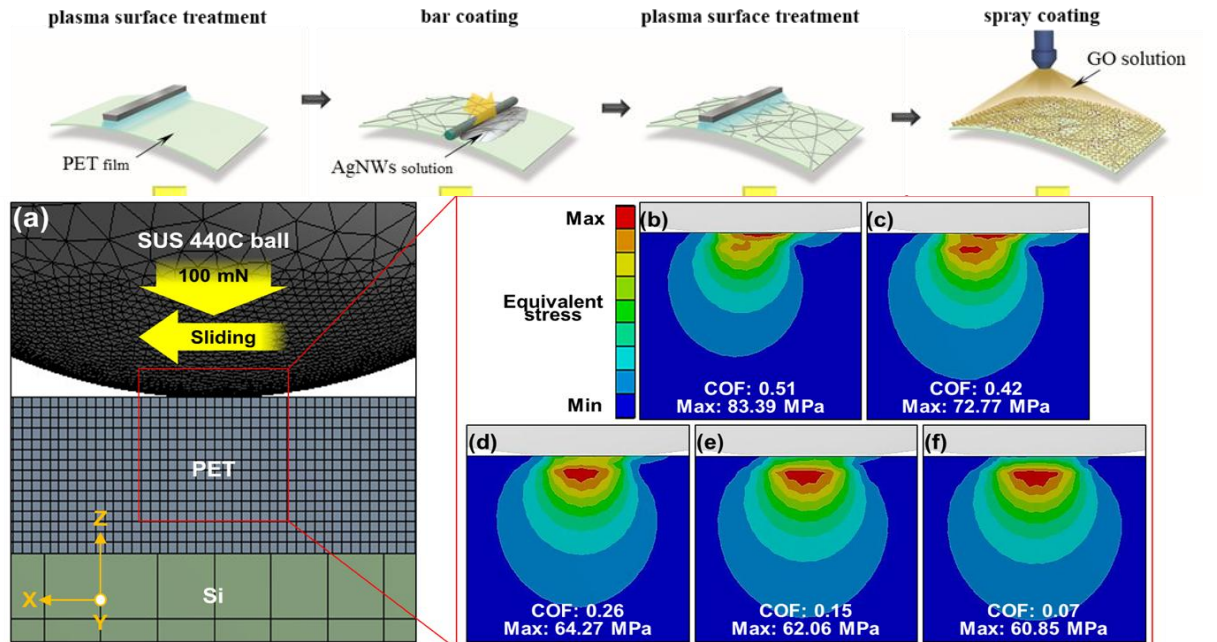 plasma surface treatment
bar coating
plasma surface treatment
spray coating
PET film
AgNWs solution
GO solution
(a)
SUS 440C ball
100 mN
Sliding
PET
Z
X
Y
Si
Max
Equivalent
stress
Min
(b)
COF: 0.51
Max: 83.39 MPa
(c)
COF: 0.42
Max: 72.77 MPa
(d)
COF: 0.26
Max: 64.27 MPa
(e)
COF: 0.15
Max: 62.06 MPa
(f)
COF: 0.07
Max: 60.85 MPa